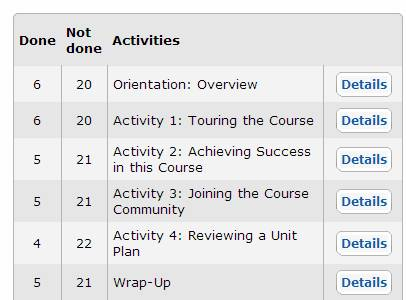 Done Not done Activities
6 20 Orientation: Overview Details
6 20 Activity 1: Touring the Course Details
5 21 Activity 2: Achieving Success
in this Course Details
5 21 Activity 3: Joining the Course
Community Details
4 22 Activity 4: Reviewing a Unit
Plan Details
5 21 Wrap-Up Details